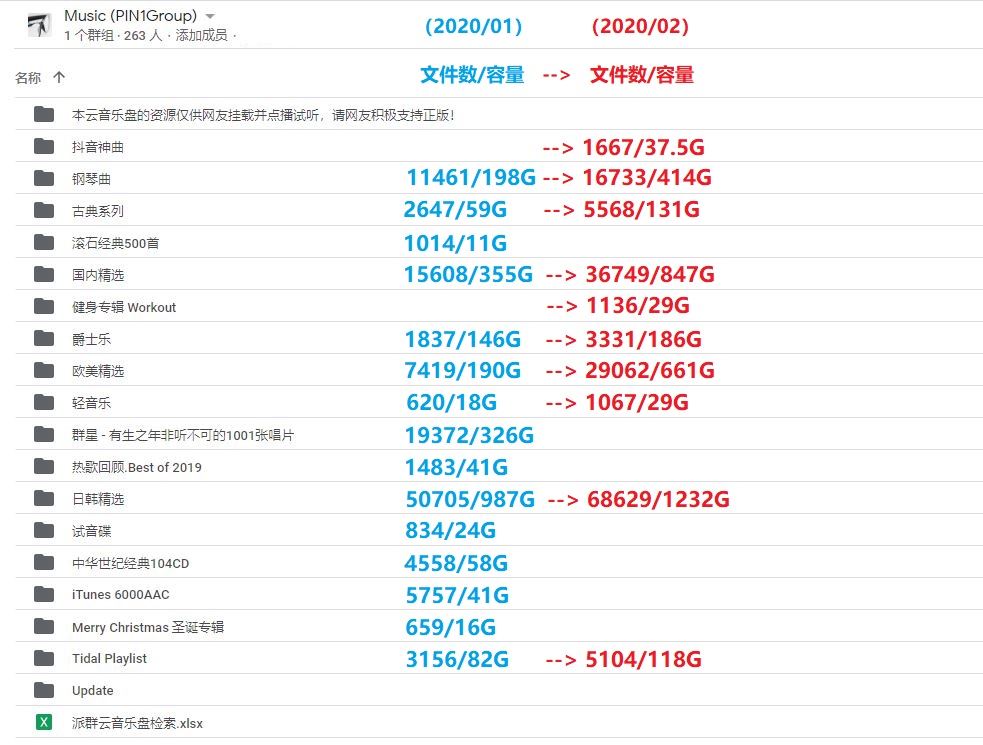 Music (PIN1Group)
1 个群组 · 263 人 · 添加成员 ·
(2020/01) (2020/02)
名称 文件数/容量 --> 文件数/容量
本云音乐盘的资源仅供网友挂载并点播试听，请网友积极支持正版！
抖音神曲 --> 1667/37.5G
钢琴曲 11461/198G --> 16733/414G
古典系列 2647/59G --> 5568/131G
滚石经典500首 1014/11G
国内精选 15608/355G --> 36749/847G
健身专辑 Workout --> 1136/29G
爵士乐 1837/146G --> 3331/186G
欧美精选 7419/190G --> 29062/661G
轻音乐 620/18G --> 1067/29G
群星 - 有生之年非听不可的1001张唱片 19372/326G
热歌回顾.Best of 2019 1483/41G
日韩精选 50705/987G --> 68629/1232G
试音碟 834/24G
中华世纪经典104CD 4558/58G
iTunes 6000AAC 5757/41G
Merry Christmas 圣诞专辑 659/16G
Tidal Playlist 3156/82G --> 5104/118G
Update
X 派群云音乐盘检索.xlsx